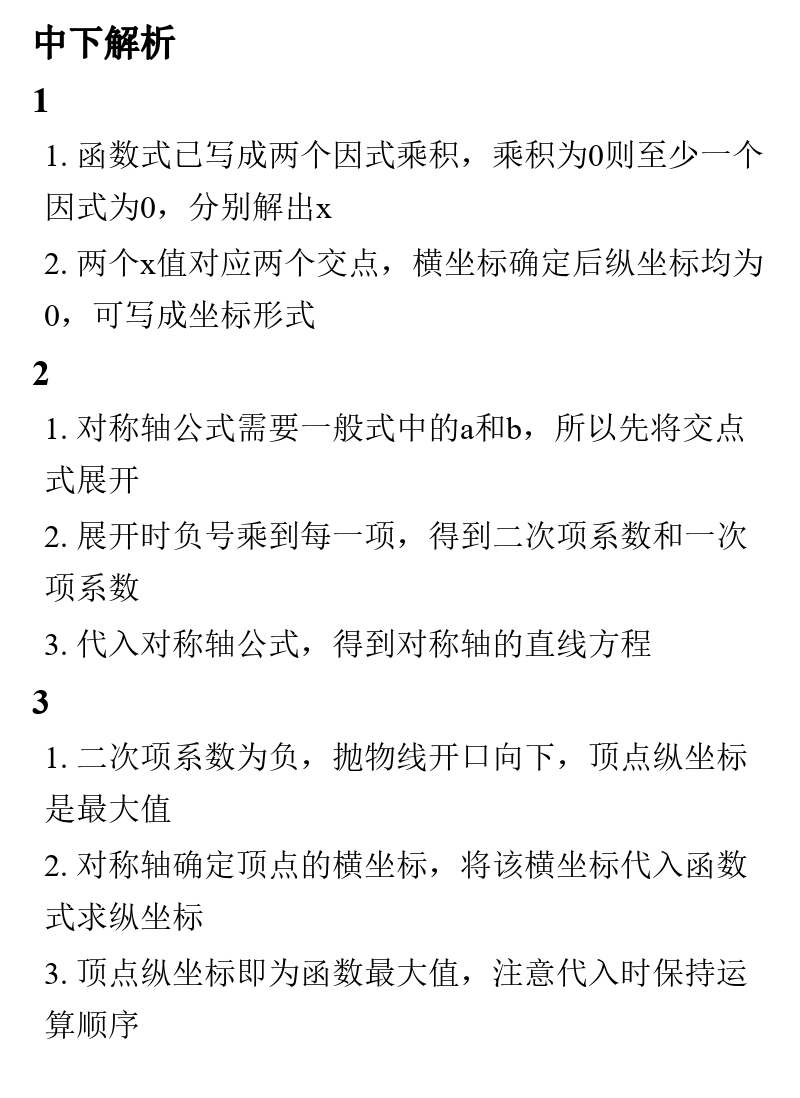 中下解析
1
1. 函数式已写成两个因式乘积，乘积为0则至少一个
因式为0，分别解出x
2. 两个x值对应两个交点，横坐标确定后纵坐标均为
0，可写成坐标形式
2
1. 对称轴公式需要一般式中的a和b，所以先将交点
式展开
2. 展开时负号乘到每一项，得到二次项系数和一次
项系数
3. 代入对称轴公式，得到对称轴的直线方程
3
1. 二次项系数为负，抛物线开口向下，顶点纵坐标
是最大值
2. 对称轴确定顶点的横坐标，将该横坐标代入函数
式求纵坐标
3. 顶点纵坐标即为函数最大值，注意代入时保持运
算顺序